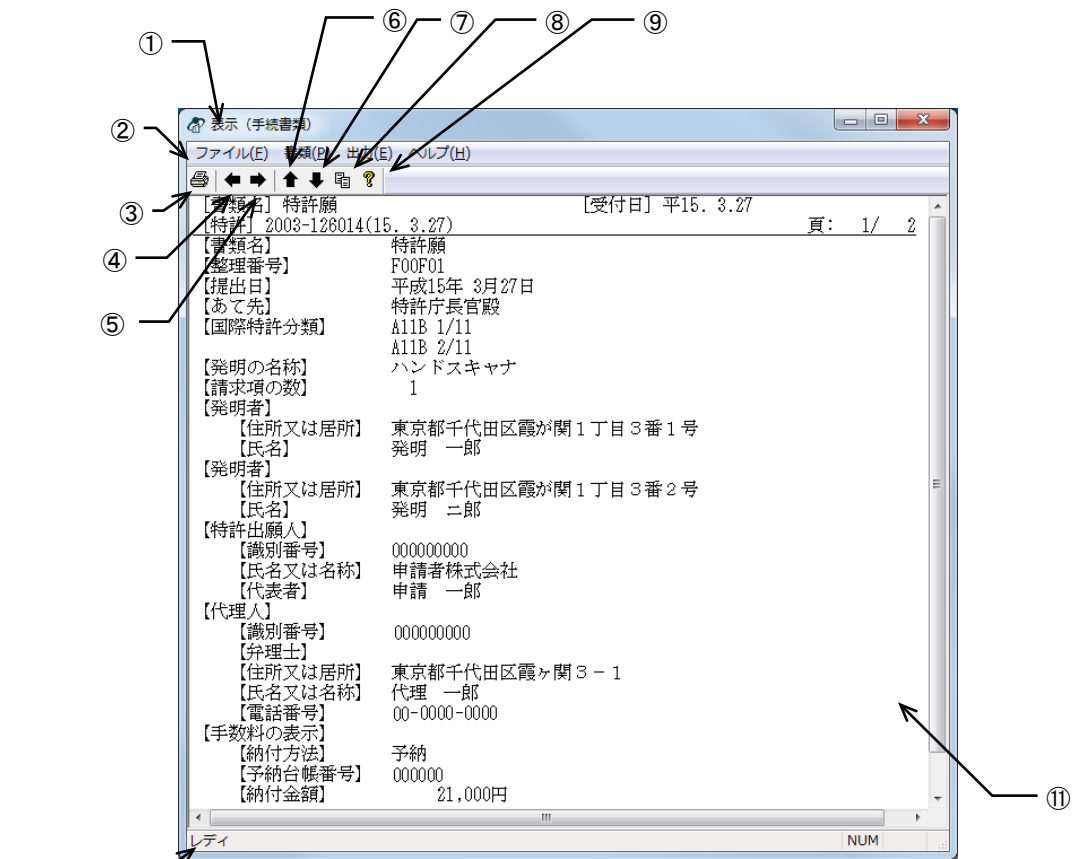 ⑥ ⑦ ⑧ ⑨
①
② 表示（手続書類）
ファイル(F) 書類(P) 出力(E) ヘルプ(H)
③
④
⑤
[書類名] 特許願 [受付日] 平15. 3.27
[特許] 2003-126014(15. 3.27) 頁: 1/ 2
【書類名】 特許願
【整理番号】 F00F01
【提出日】 平成15年 3月27日
【あて先】 特許庁長官殿
【国際特許分類】 A11B 1/11
A11B 2/11
【発明の名称】 ハンドスキャナ
【請求項の数】 1
【発明者】
【住所又は居所】 東京都千代田区霞が関１丁目３番１号
【氏名】 発明 一郎
【発明者】
【住所又は居所】 東京都千代田区霞が関１丁目３番２号
【氏名】 発明 二郎
【特許出願人】
【識別番号】 000000000
【氏名又は名称】 申請者株式会社
【代表者】 申請 一郎
【代理人】
【識別番号】 000000000
【弁理士】
【住所又は居所】 東京都千代田区霞ヶ関３－１
【氏名又は名称】 代理 一郎
【電話番号】 00-0000-0000
【手数料の表示】
【納付方法】 予納
【予納台帳番号】 000000
【納付金額】 21,000円
⑪
レディ NUM